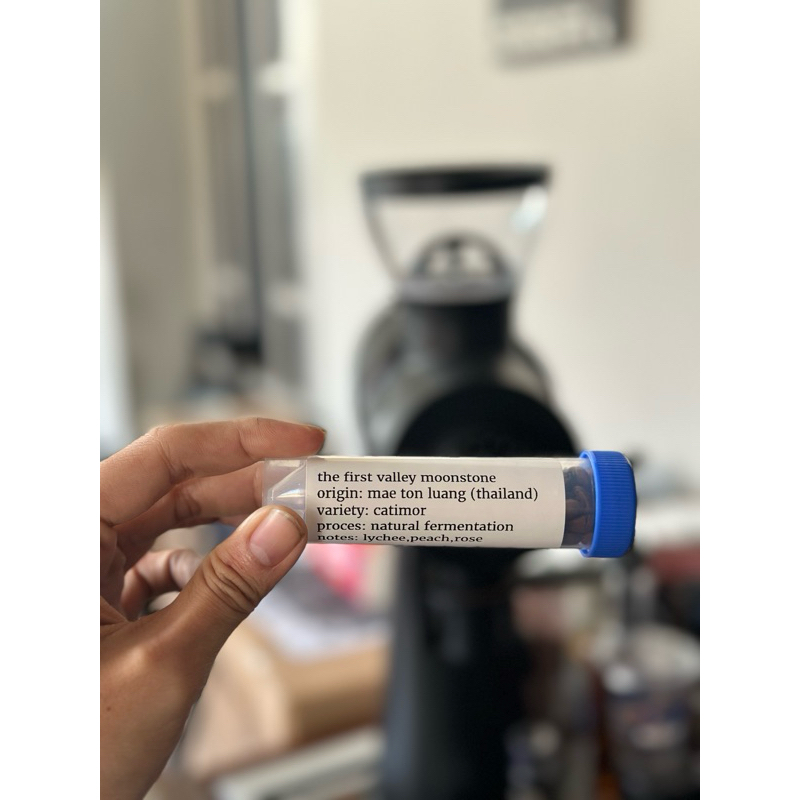 the first valley moonstone
origin: mae ton luang (thailand)
variety: catimor
proces: natural fermentation
notes: lychee,peach,rose